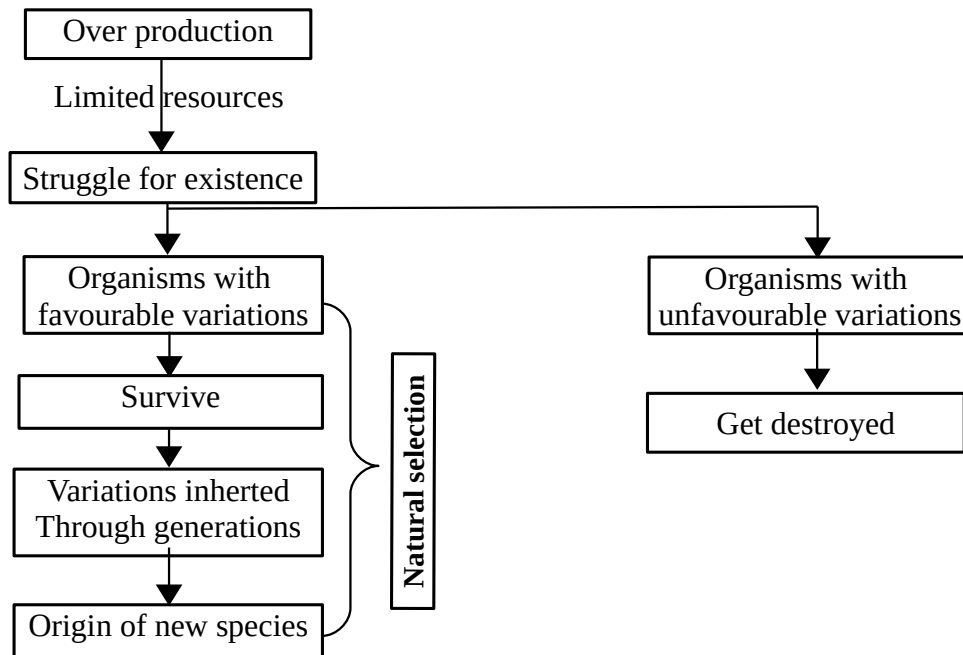 Over production
Limited resources
Struggle for existence
Organisms with
favourable variations
Organisms with
unfavourable variations
Survive
Get destroyed
Natural selection
Variations inherted
Through generations
Origin of new species